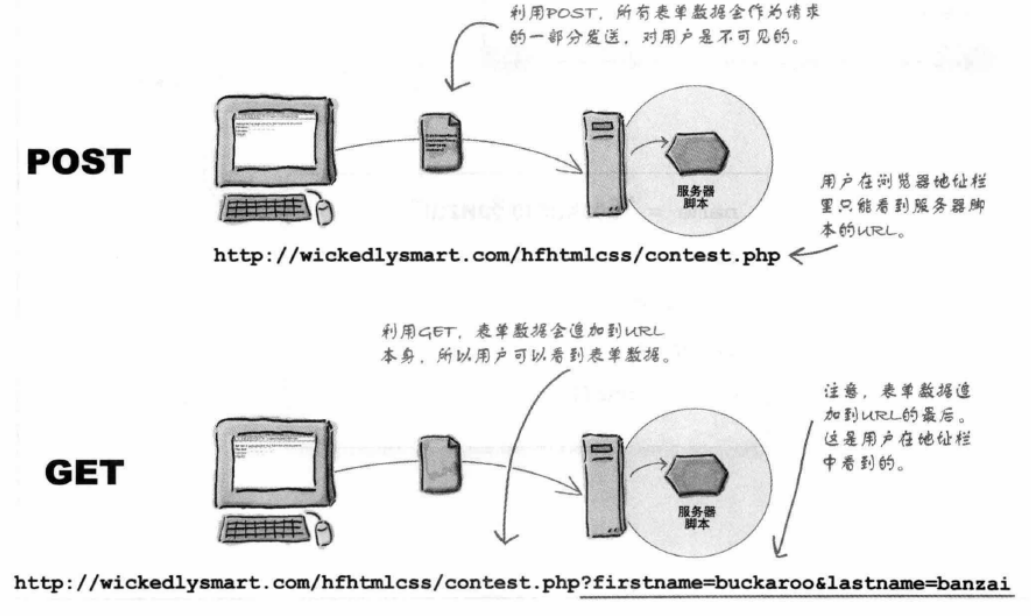 利用POST，所有表单数据会作为请求
的一部分发送，对用户是不可见的。
POST
服务器
脚本
用户在浏览器地址栏
里只能看到服务器脚
本的URL。
http://wickedlysmart.com/hfhtmlcss/contest.php
利用GET，表单数据会追加到URL
本身，所以用户可以看到表单数据。
注意，表单数据追
加到URL的最后。
这是用户在地址栏
中看到的。
GET
服务器
脚本
http://wickedlysmart.com/hfhtmlcss/contest.php?firstname=buckaroo&lastname=banzai